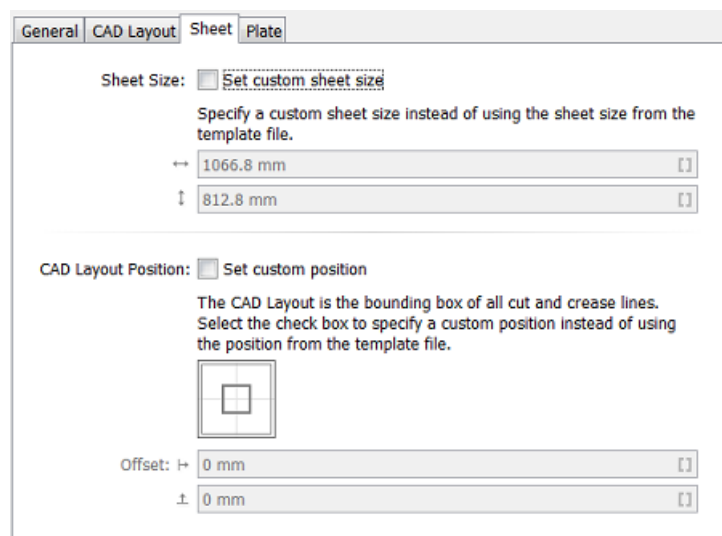 General CAD Layout Sheet Plate
Sheet Size: Set custom sheet size
Specify a custom sheet size instead of using the sheet size from the
template file.
1066.8 mm []
812.8 mm []
CAD Layout Position: Set custom position
The CAD Layout is the bounding box of all cut and crease lines.
Select the check box to specify a custom position instead of using
the position from the template file.
Offset: 0 mm []
0 mm []